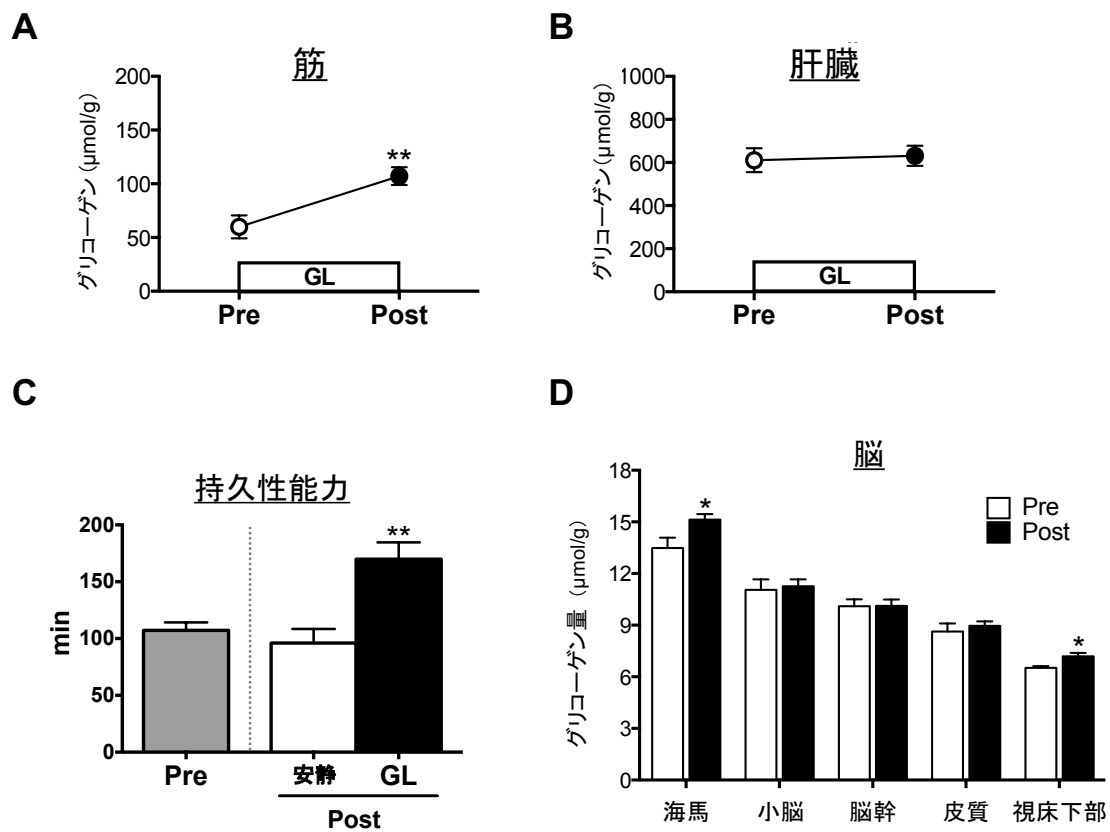 A
筋
グリコーゲン (μmol/g)
200
150
100
50
0
**
GL
Pre
Post
B
肝臓
グリコーゲン (μmol/g)
1000
800
600
400
200
0
GL
Pre
Post
C
持久性能力
min
200
150
100
50
0
**
Pre
安静
GL
Post
D
脳
グリコーゲン量 (μmol/g)
18
15
12
9
6
3
0
Pre
Post
*
*
海馬
小脳
脳幹
皮質
視床下部